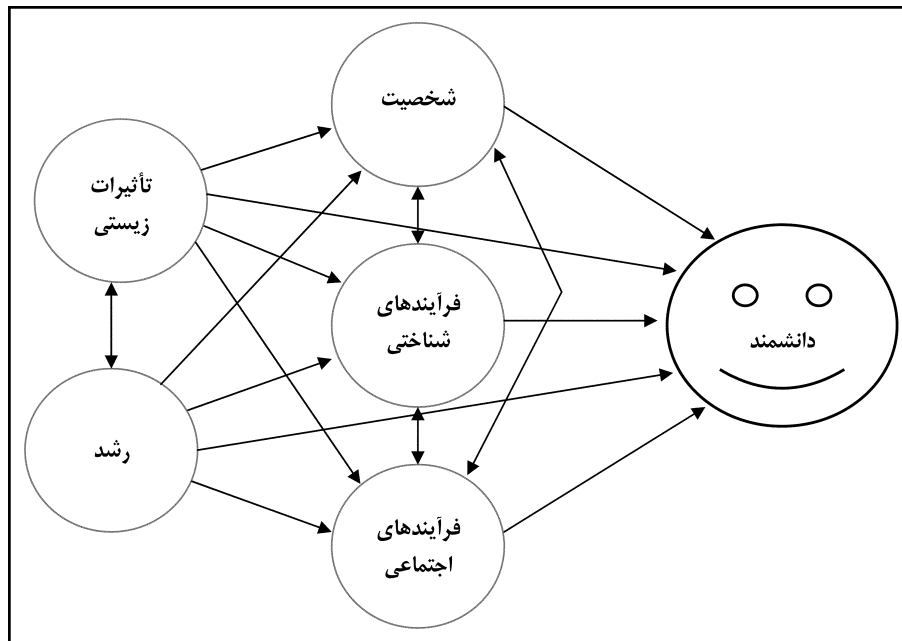 شخصیت
تأثیرات
زیستی
فرآیندهای
شناختی
دانشمند
رشد
فرآیندهای
اجتماعی